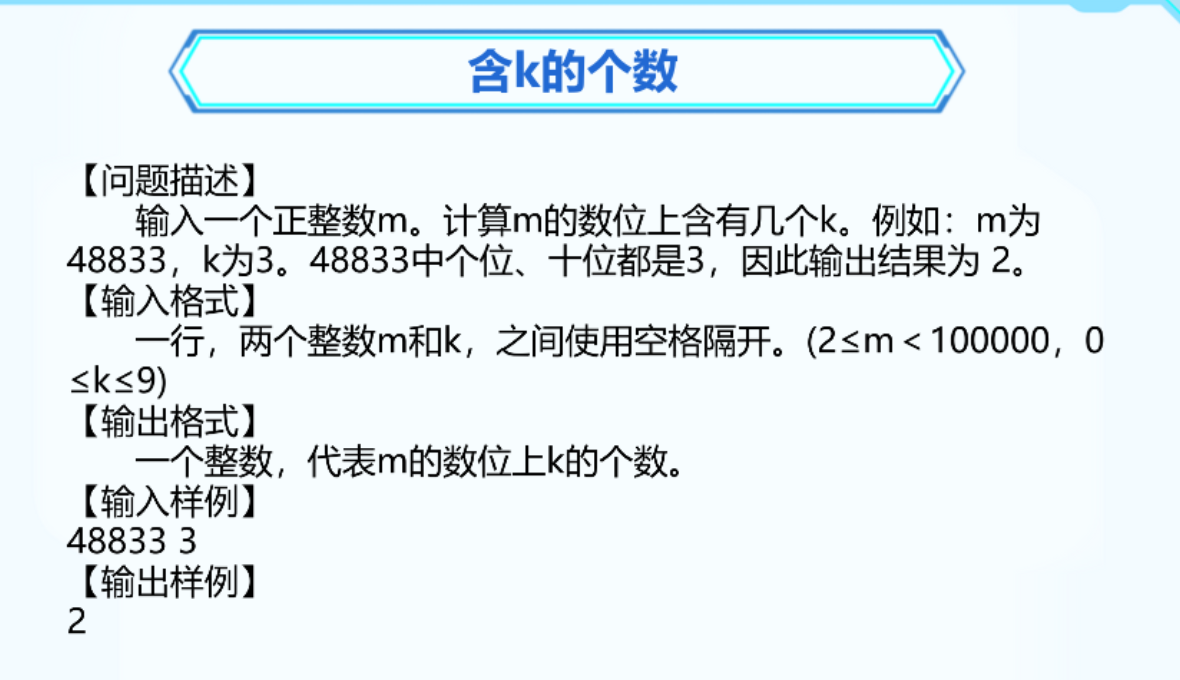 含k的个数
【问题描述】
输入一个正整数m。计算m的数位上含有几个k。例如：m为
48833，k为3。48833中个位、十位都是3，因此输出结果为 2。
【输入格式】
一行，两个整数m和k，之间使用空格隔开。(2≤m＜100000，0
≤k≤9)
【输出格式】
一个整数，代表m的数位上k的个数。
【输入样例】
48833 3
【输出样例】
2